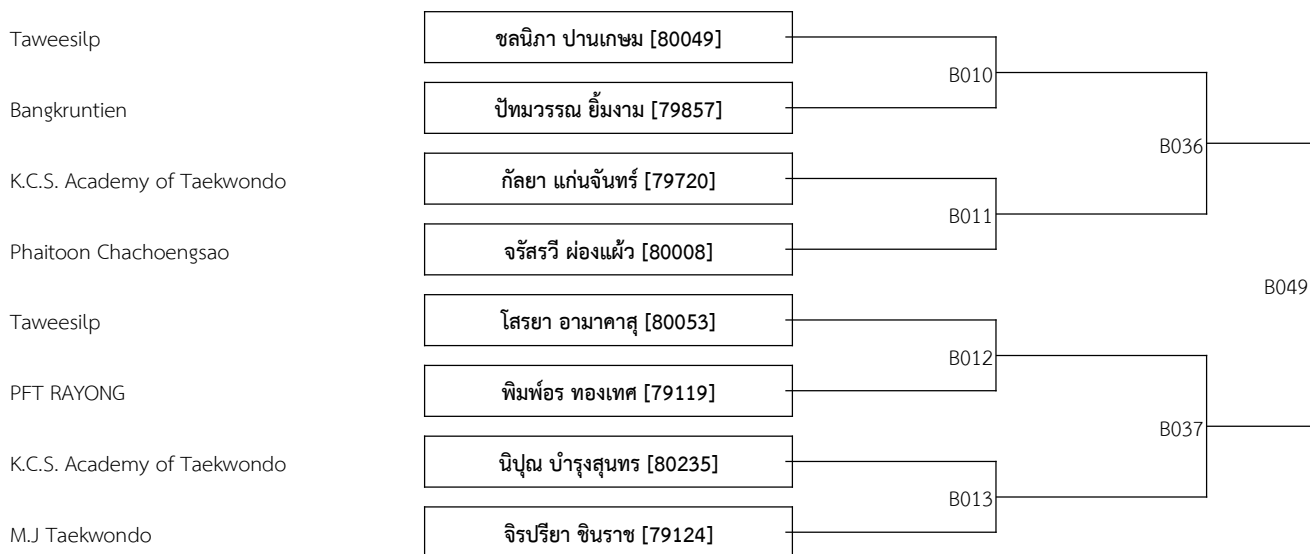 Taweesilp
ชลนิภา ปานเกษม [80049]
B010
Bangkruntien
ปัทมวรรณ ยิ้มงาม [79857]
B036
K.C.S. Academy of Taekwondo
กัลยา แก่นจันทร์ [79720]
B011
Phaitoon Chachoengsao
จรัสรวี ผ่องแผ้ว [80008]
B049
Taweesilp
โสรยา อามาคาสุ [80053]
B012
PFT RAYONG
พิมพ์อร ทองเทศ [79119]
B037
K.C.S. Academy of Taekwondo
นิปุณ บำรุงสุนทร [80235]
B013
M.J Taekwondo
จิรปรียา ชินราช [79124]